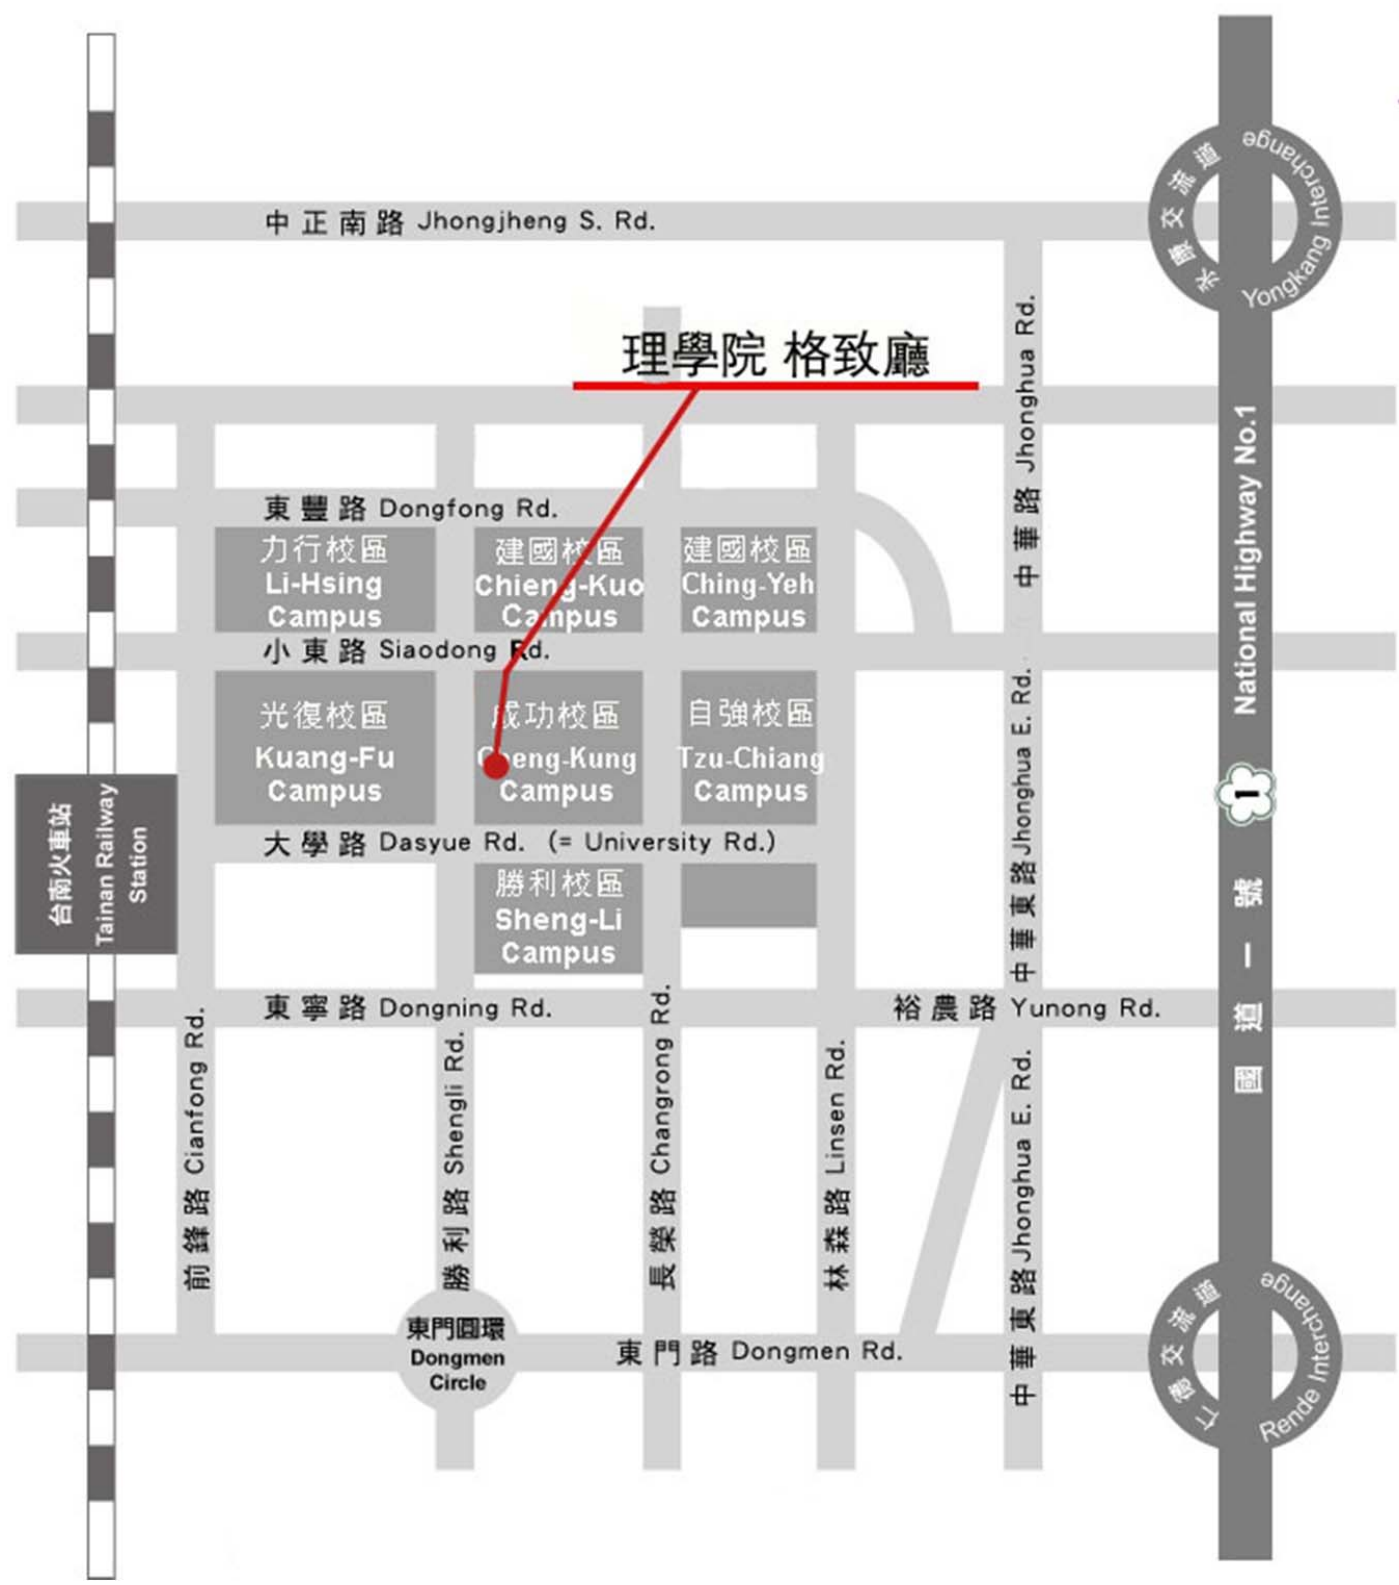 永康交流道
Yongkang Interchange
中正南路 Jhongjheng S. Rd.
理學院 格致廳
中華路 Jhonghua Rd.
National Highway No.1
1
國道一號
東豐路 Dongfong Rd.
力行校區
Li-Hsing
Campus
建國校區
Chieng-Kuo
Campus
建國校區
Ching-Yeh
Campus
小東路 Siaodong Rd.
光復校區
Kuang-Fu
Campus
成功校區
Cheng-Kung
Campus
自強校區
Tzu-Chiang
Campus
中華東路 Jhonghua E. Rd.
台南火車站
Tainan Railway
Station
大學路 Dasyue Rd. (= University Rd.)
勝利校區
Sheng-Li
Campus
東寧路 Dongning Rd.
裕農路 Yunong Rd.
前鋒路 Cianfong Rd.
勝利路 Shengli Rd.
長榮路 Changrong Rd.
林森路 Linsen Rd.
中華東路 Jhonghua E. Rd.
東門圓環
Dongmen
Circle
東門路 Dongmen Rd.
仁德交流道
Rende Interchange